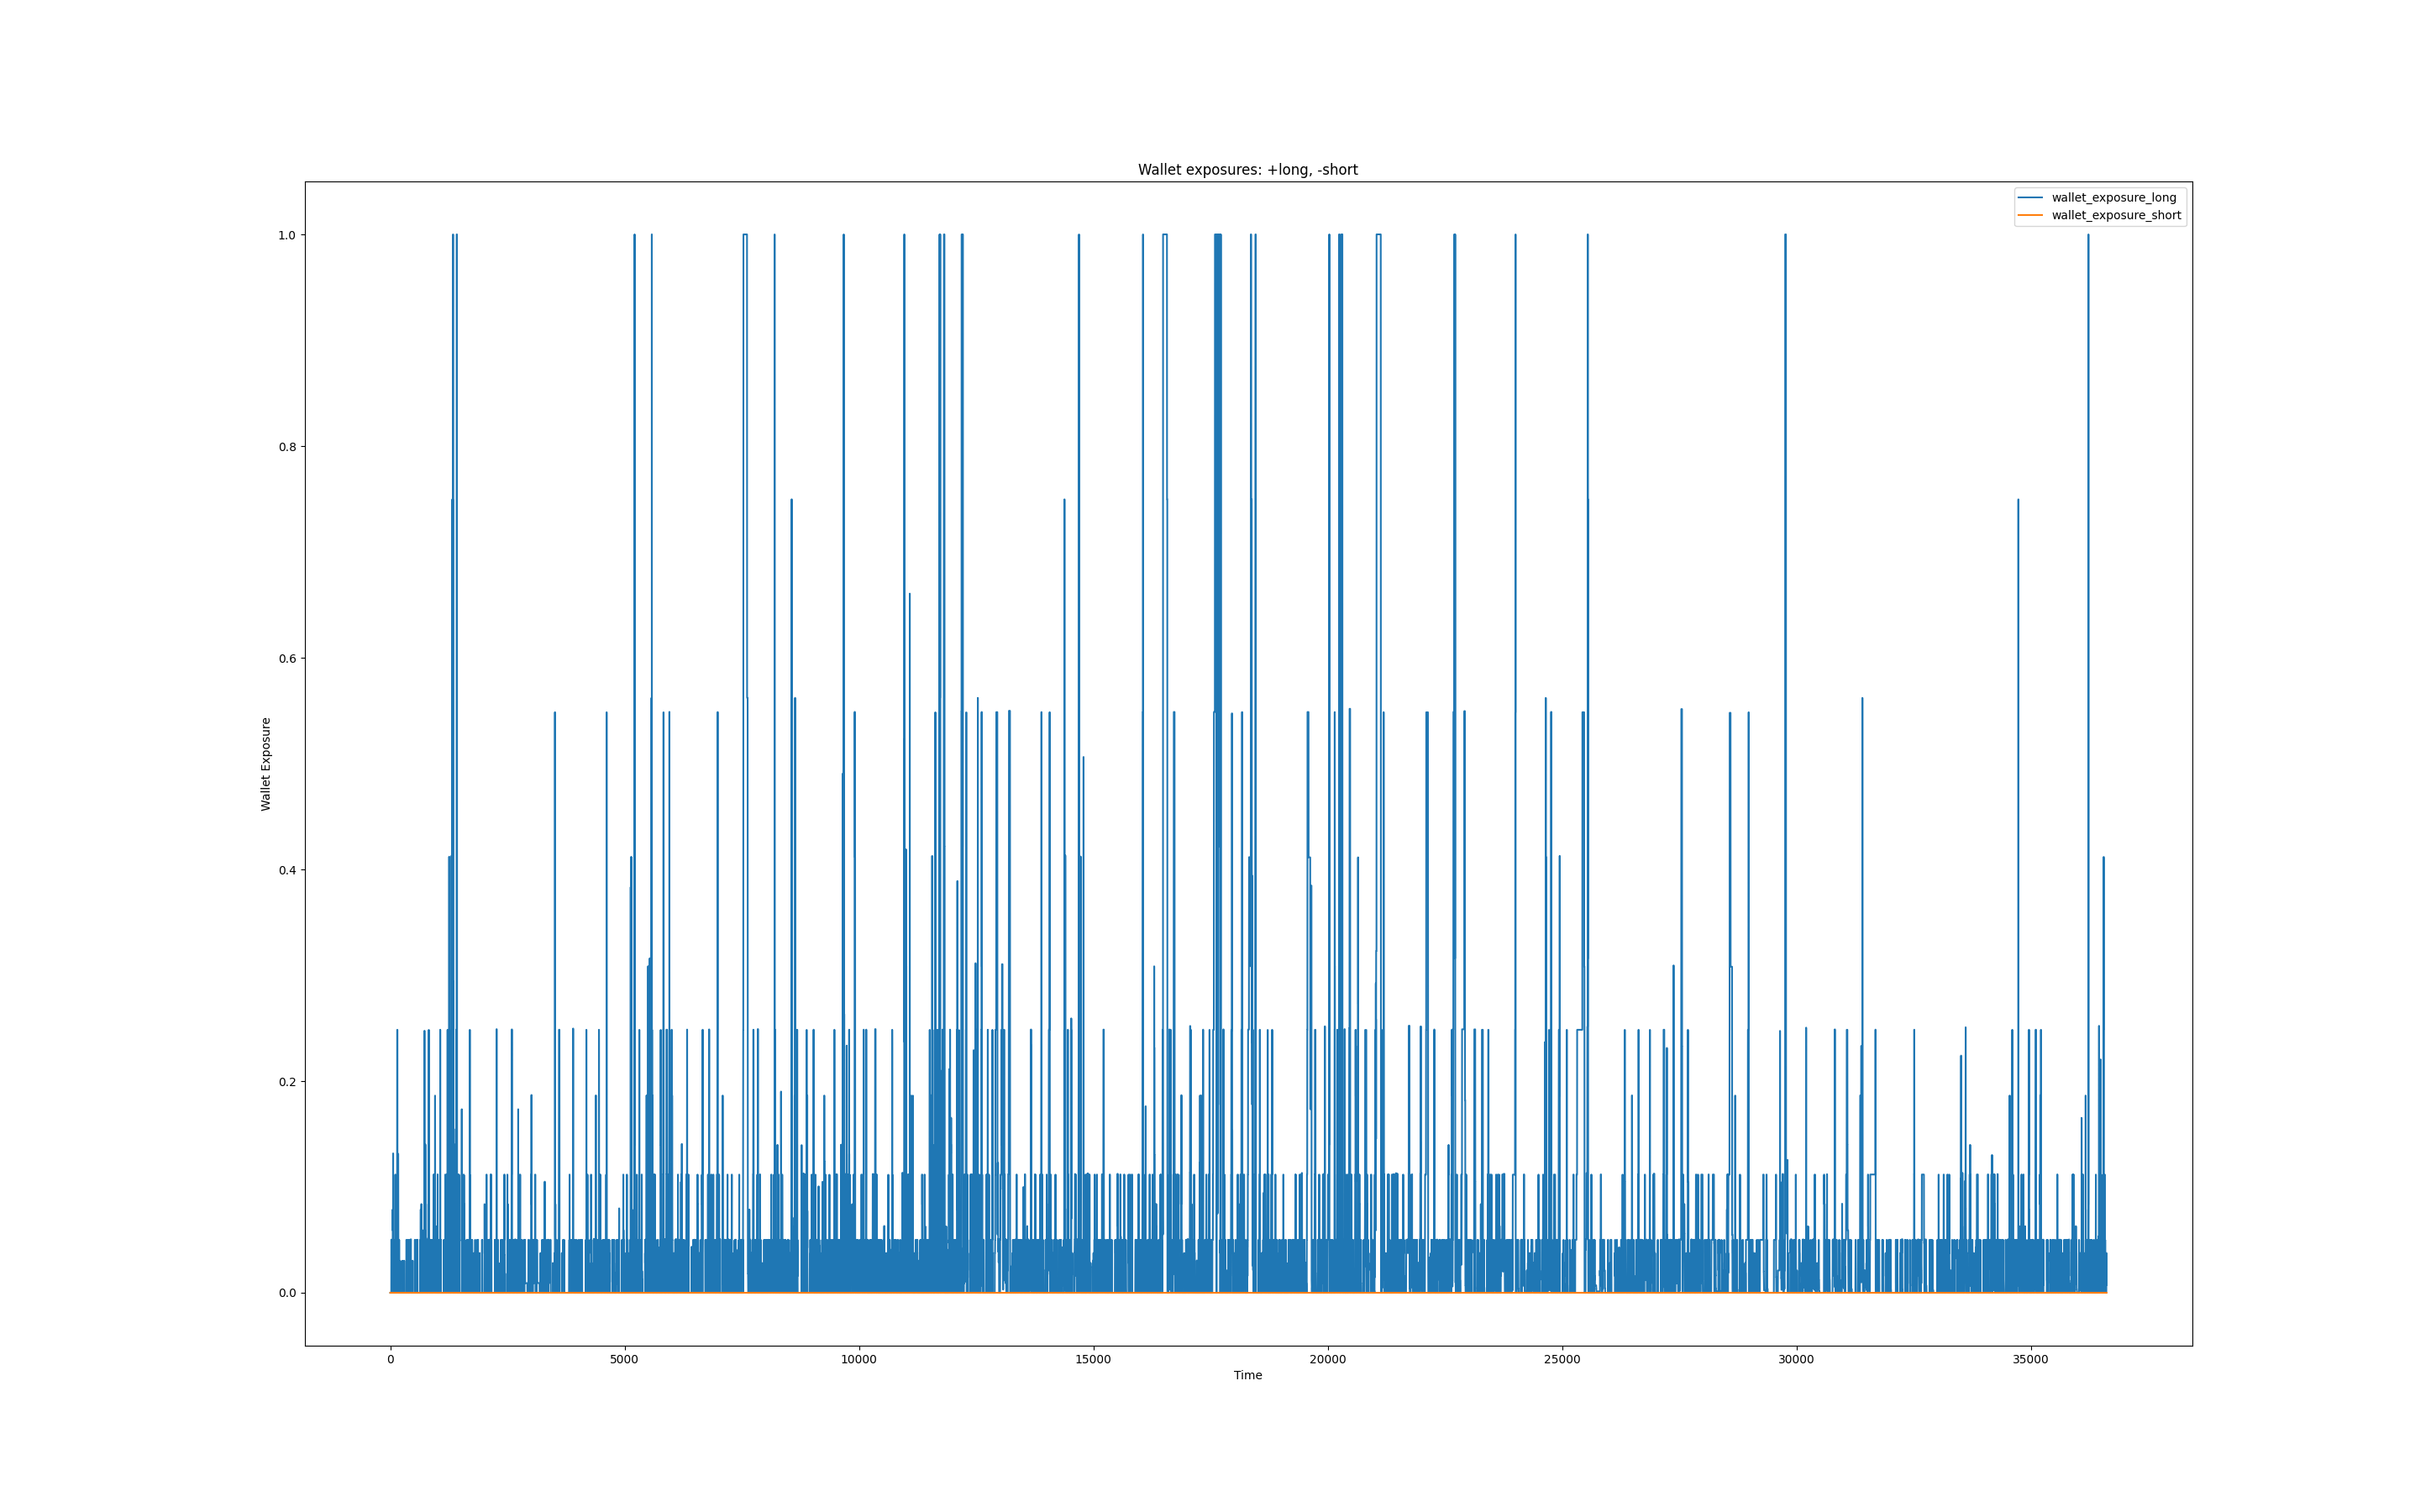 Wallet exposures: +long, -short
wallet_exposure_long
wallet_exposure_short
1.0
0.8
0.6
0.4
0.2
0.0
Wallet Exposure
0 5000 10000 15000 20000 25000 30000 35000
Time